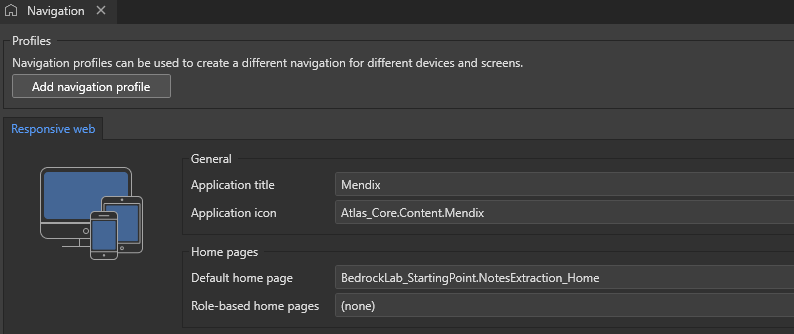 Navigation
Profiles
Navigation profiles can be used to create a different navigation for different devices and screens.
Add navigation profile
Responsive web
General
Application title Mendix
Application icon Atlas_Core.Content.Mendix
Home pages
Default home page BedrockLab_StartingPoint.NotesExtraction_Home
Role-based home pages (none)